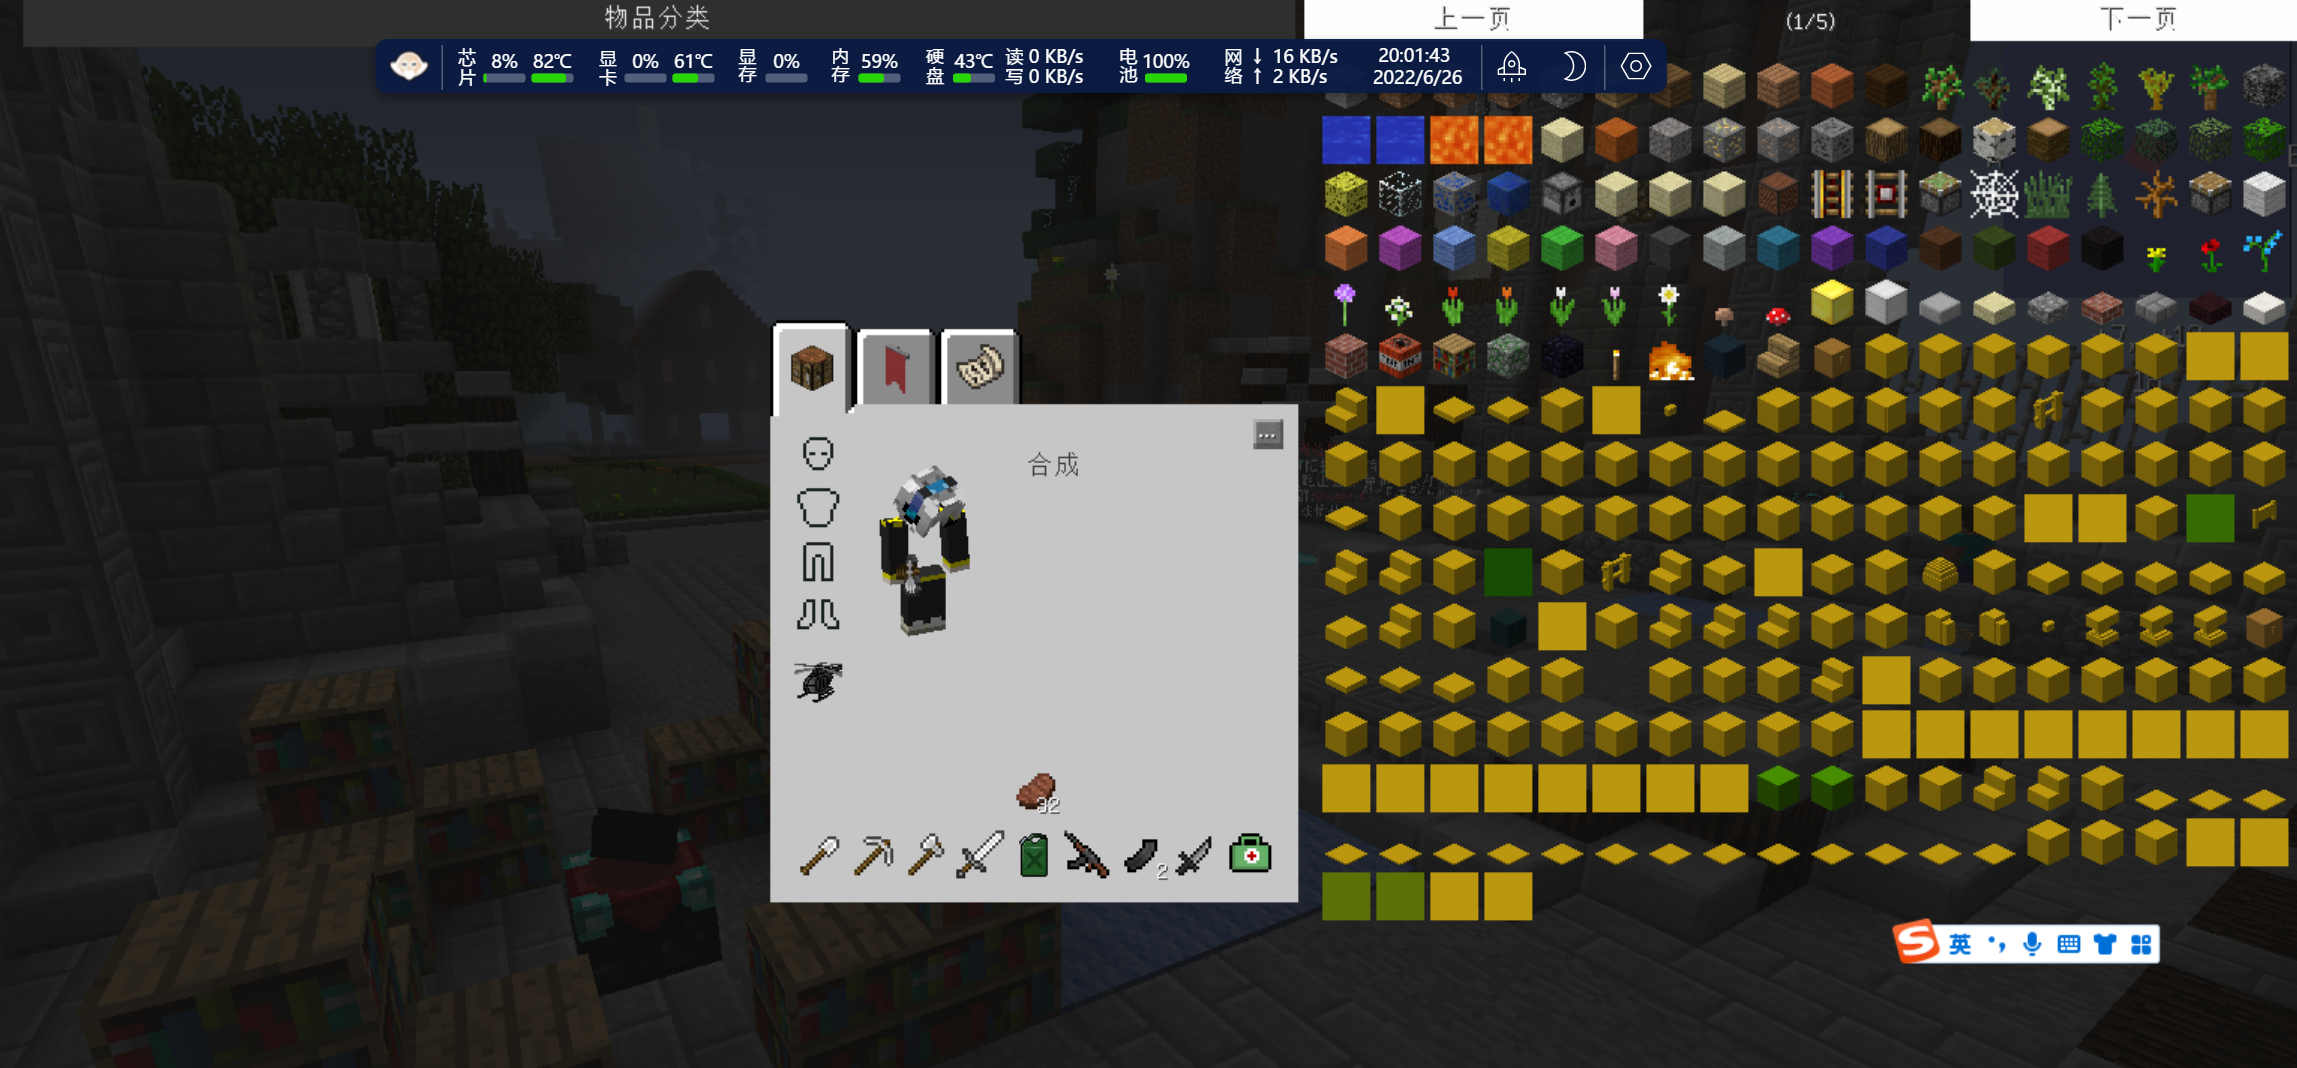 物品分类
上一页
(1/5)
下一页
芯片 8% 82℃ 显卡 0% 61℃ 显存 0% 内存 59% 硬盘 43℃ 读 0 KB/s 写 0 KB/s 电池 100% 网络 ↓ 16 KB/s ↑ 2 KB/s 20:01:43 2022/6/26
...
合成
32
2
S 英